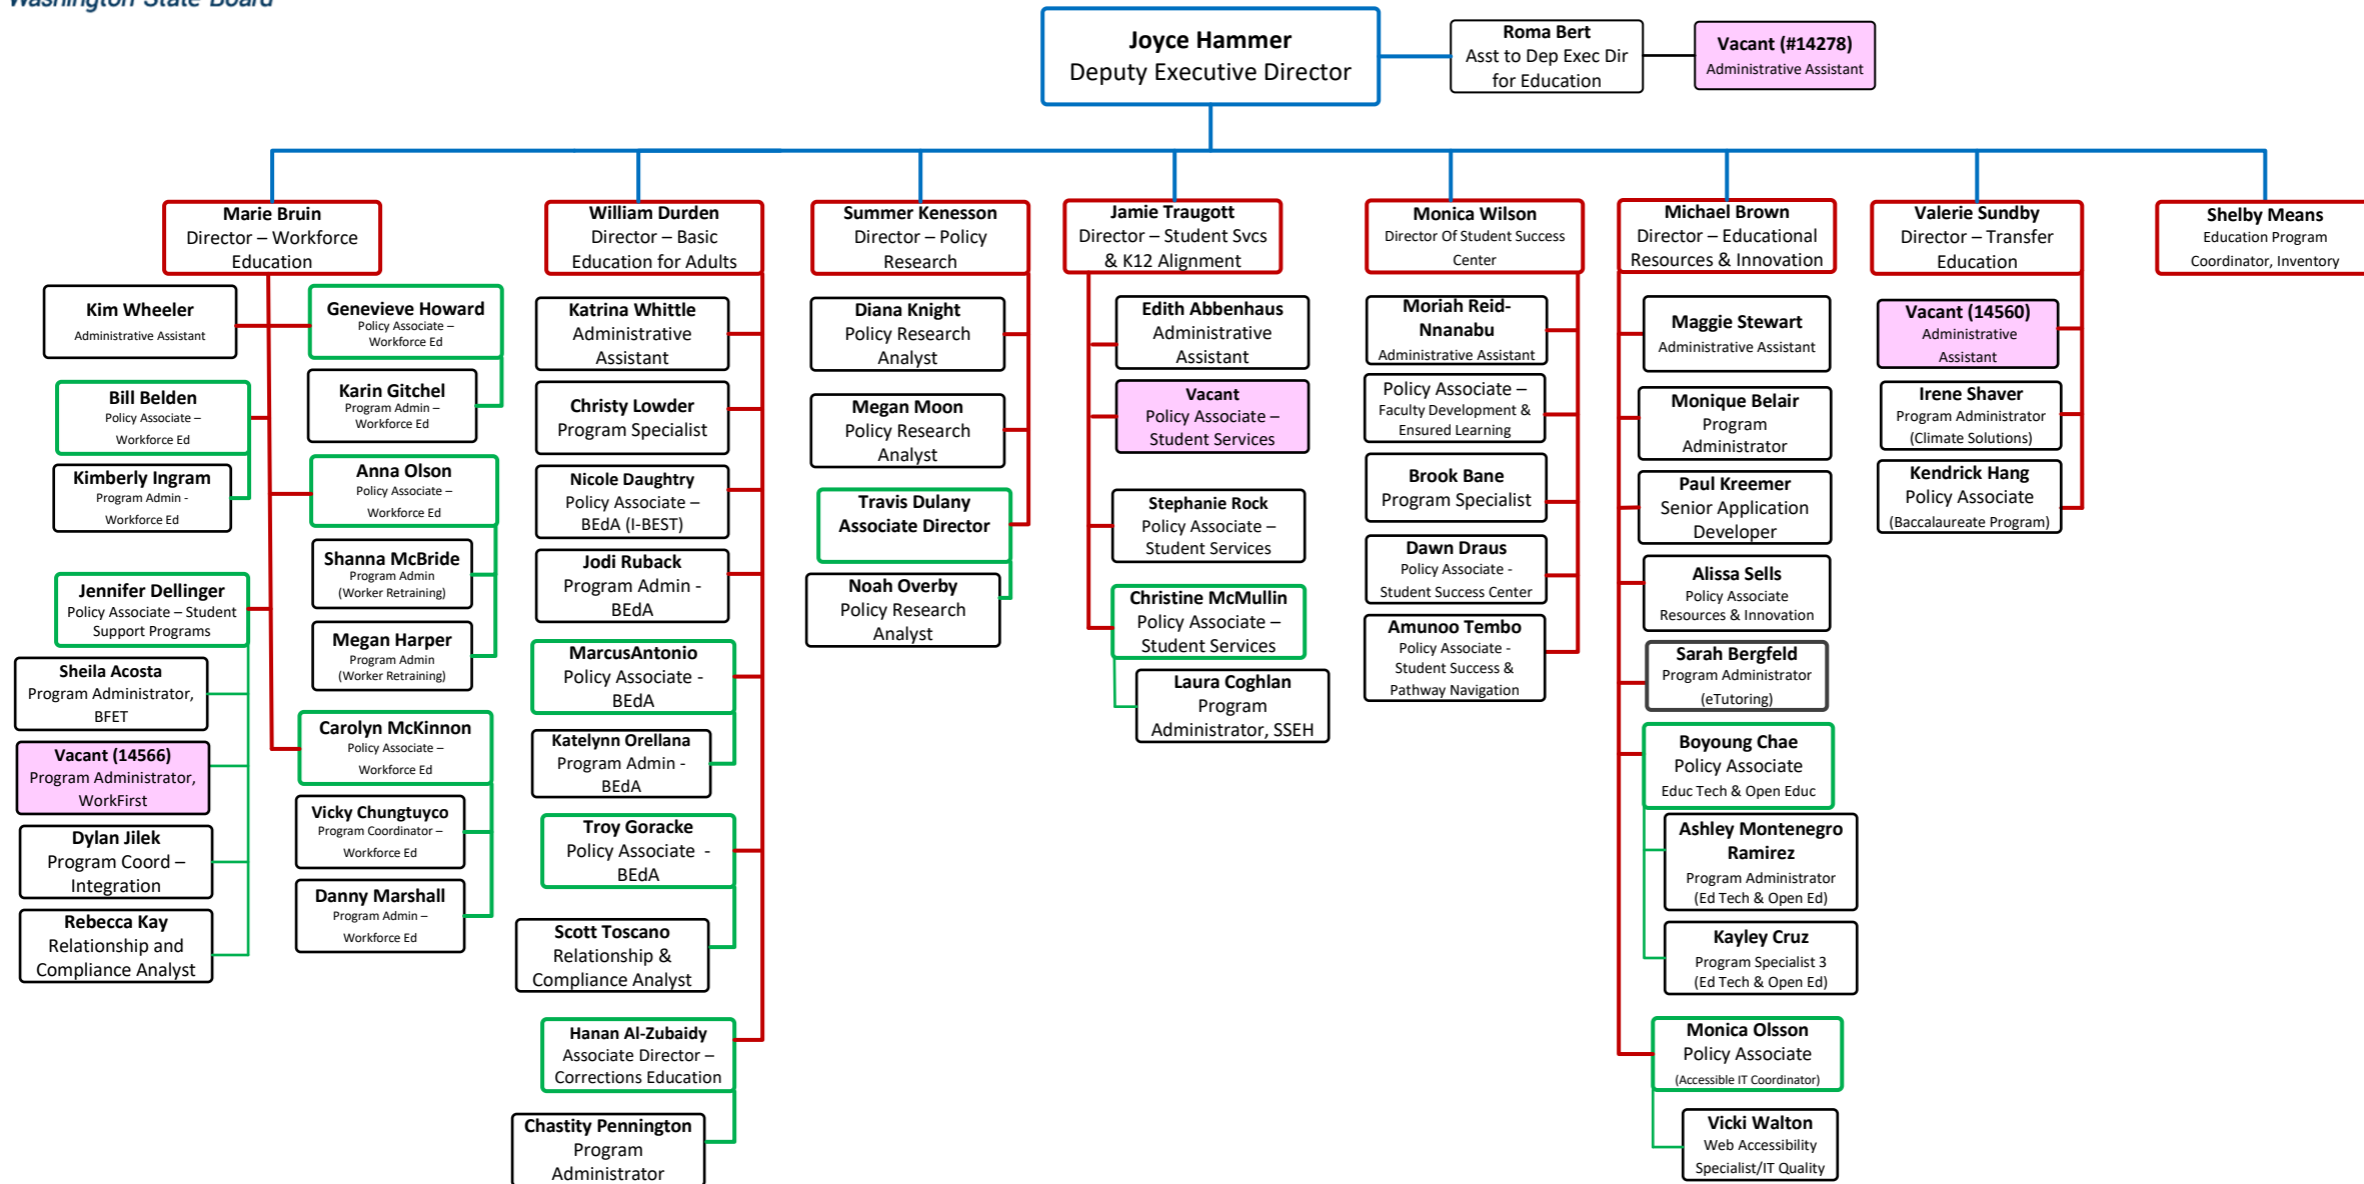 Washington State Board
Joyce Hammer
Deputy Executive Director
Roma Bert
Asst to Dep Exec Dir
for Education
Vacant (#14278)
Administrative Assistant
Marie Bruin
Director – Workforce
Education
Kim Wheeler
Administrative Assistant
Genevieve Howard
Policy Associate –
Workforce Ed
Karin Gitchel
Program Admin –
Workforce Ed
Bill Belden
Policy Associate –
Workforce Ed
Kimberly Ingram
Program Admin -
Workforce Ed
Anna Olson
Policy Associate –
Workforce Ed
Shanna McBride
Program Admin
(Worker Retraining)
Megan Harper
Program Admin
(Worker Retraining)
Jennifer Dellinger
Policy Associate – Student
Support Programs
Sheila Acosta
Program Administrator,
BFET
Vacant (14566)
Program Administrator,
WorkFirst
Dylan Jilek
Program Coord –
Integration
Rebecca Kay
Relationship and
Compliance Analyst
Carolyn McKinnon
Policy Associate –
Workforce Ed
Vicky Chungtuyco
Program Coordinator –
Workforce Ed
Danny Marshall
Program Admin –
Workforce Ed
William Durden
Director – Basic
Education for Adults
Katrina Whittle
Administrative
Assistant
Christy Lowder
Program Specialist
Nicole Daughtry
Policy Associate –
BEdA (I-BEST)
Jodi Ruback
Program Admin -
BEdA
MarcusAntonio
Policy Associate -
BEdA
Katelynn Orellana
Program Admin -
BEdA
Troy Goracke
Policy Associate -
BEdA
Scott Toscano
Relationship &
Compliance Analyst
Hanan Al-Zubaidy
Associate Director –
Corrections Education
Chastity Pennington
Program
Administrator
Summer Kenesson
Director – Policy
Research
Diana Knight
Policy Research
Analyst
Megan Moon
Policy Research
Analyst
Travis Dulany
Associate Director
Noah Overby
Policy Research
Analyst
Jamie Traugott
Director – Student Svcs
& K12 Alignment
Edith Abbenhaus
Administrative
Assistant
Vacant
Policy Associate –
Student Services
Stephanie Rock
Policy Associate –
Student Services
Christine McMullin
Policy Associate –
Student Services
Laura Coghlan
Program
Administrator, SSEH
Monica Wilson
Director Of Student Success
Center
Moriah Reid-
Nnanabu
Administrative Assistant
Policy Associate –
Faculty Development &
Ensured Learning
Brook Bane
Program Specialist
Dawn Draus
Policy Associate -
Student Success Center
Amunoo Tembo
Policy Associate -
Student Success &
Pathway Navigation
Michael Brown
Director – Educational
Resources & Innovation
Maggie Stewart
Administrative Assistant
Monique Belair
Program
Administrator
Paul Kreemer
Senior Application
Developer
Alissa Sells
Policy Associate
Resources & Innovation
Sarah Bergfeld
Program Administrator
(eTutoring)
Boyoung Chae
Policy Associate
Educ Tech & Open Educ
Ashley Montenegro
Ramirez
Program Administrator
(Ed Tech & Open Ed)
Kayley Cruz
Program Specialist 3
(Ed Tech & Open Ed)
Monica Olsson
Policy Associate
(Accessible IT Coordinator)
Vicki Walton
Web Accessibility
Specialist/IT Quality
Valerie Sundby
Director – Transfer
Education
Vacant (14560)
Administrative
Assistant
Irene Shaver
Program Administrator
(Climate Solutions)
Kendrick Hang
Policy Associate
(Baccalaureate Program)
Shelby Means
Education Program
Coordinator, Inventory